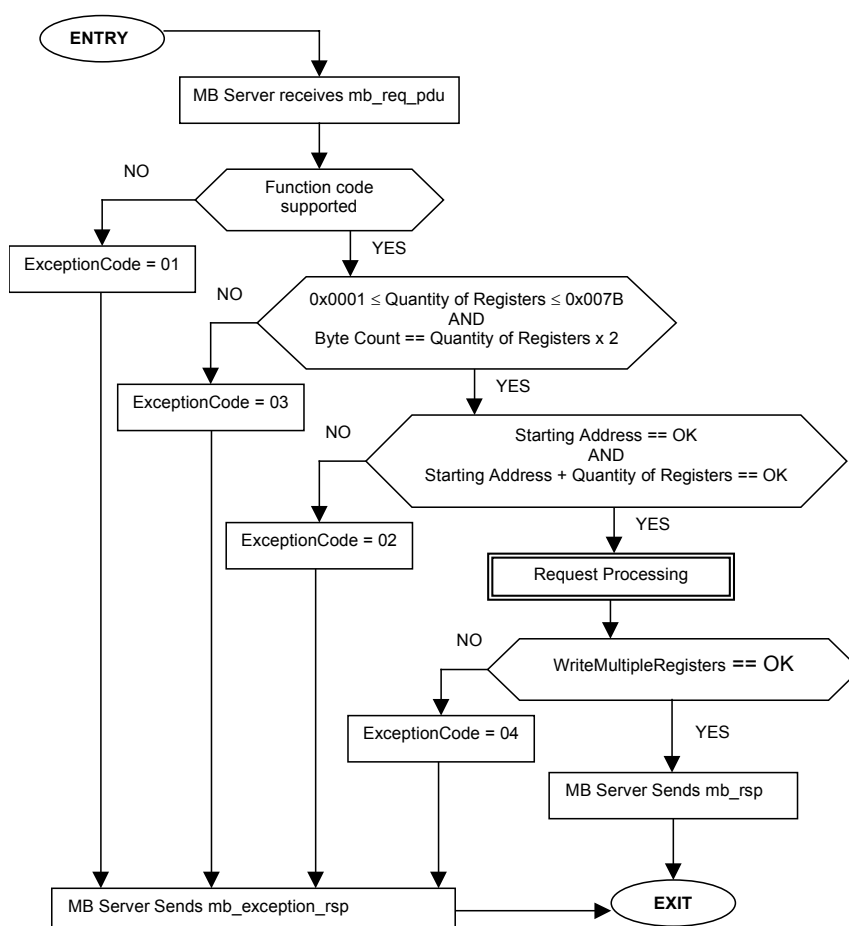 ENTRY
MB Server receives mb_req_pdu
NO
Function code
supported
YES
ExceptionCode = 01
NO
0x0001 ≤ Quantity of Registers ≤ 0x007B
AND
Byte Count == Quantity of Registers x 2
YES
ExceptionCode = 03
NO
Starting Address == OK
AND
Starting Address + Quantity of Registers == OK
YES
ExceptionCode = 02
Request Processing
NO
WriteMultipleRegisters == OK
ExceptionCode = 04
YES
MB Server Sends mb_rsp
MB Server Sends mb_exception_rsp
EXIT